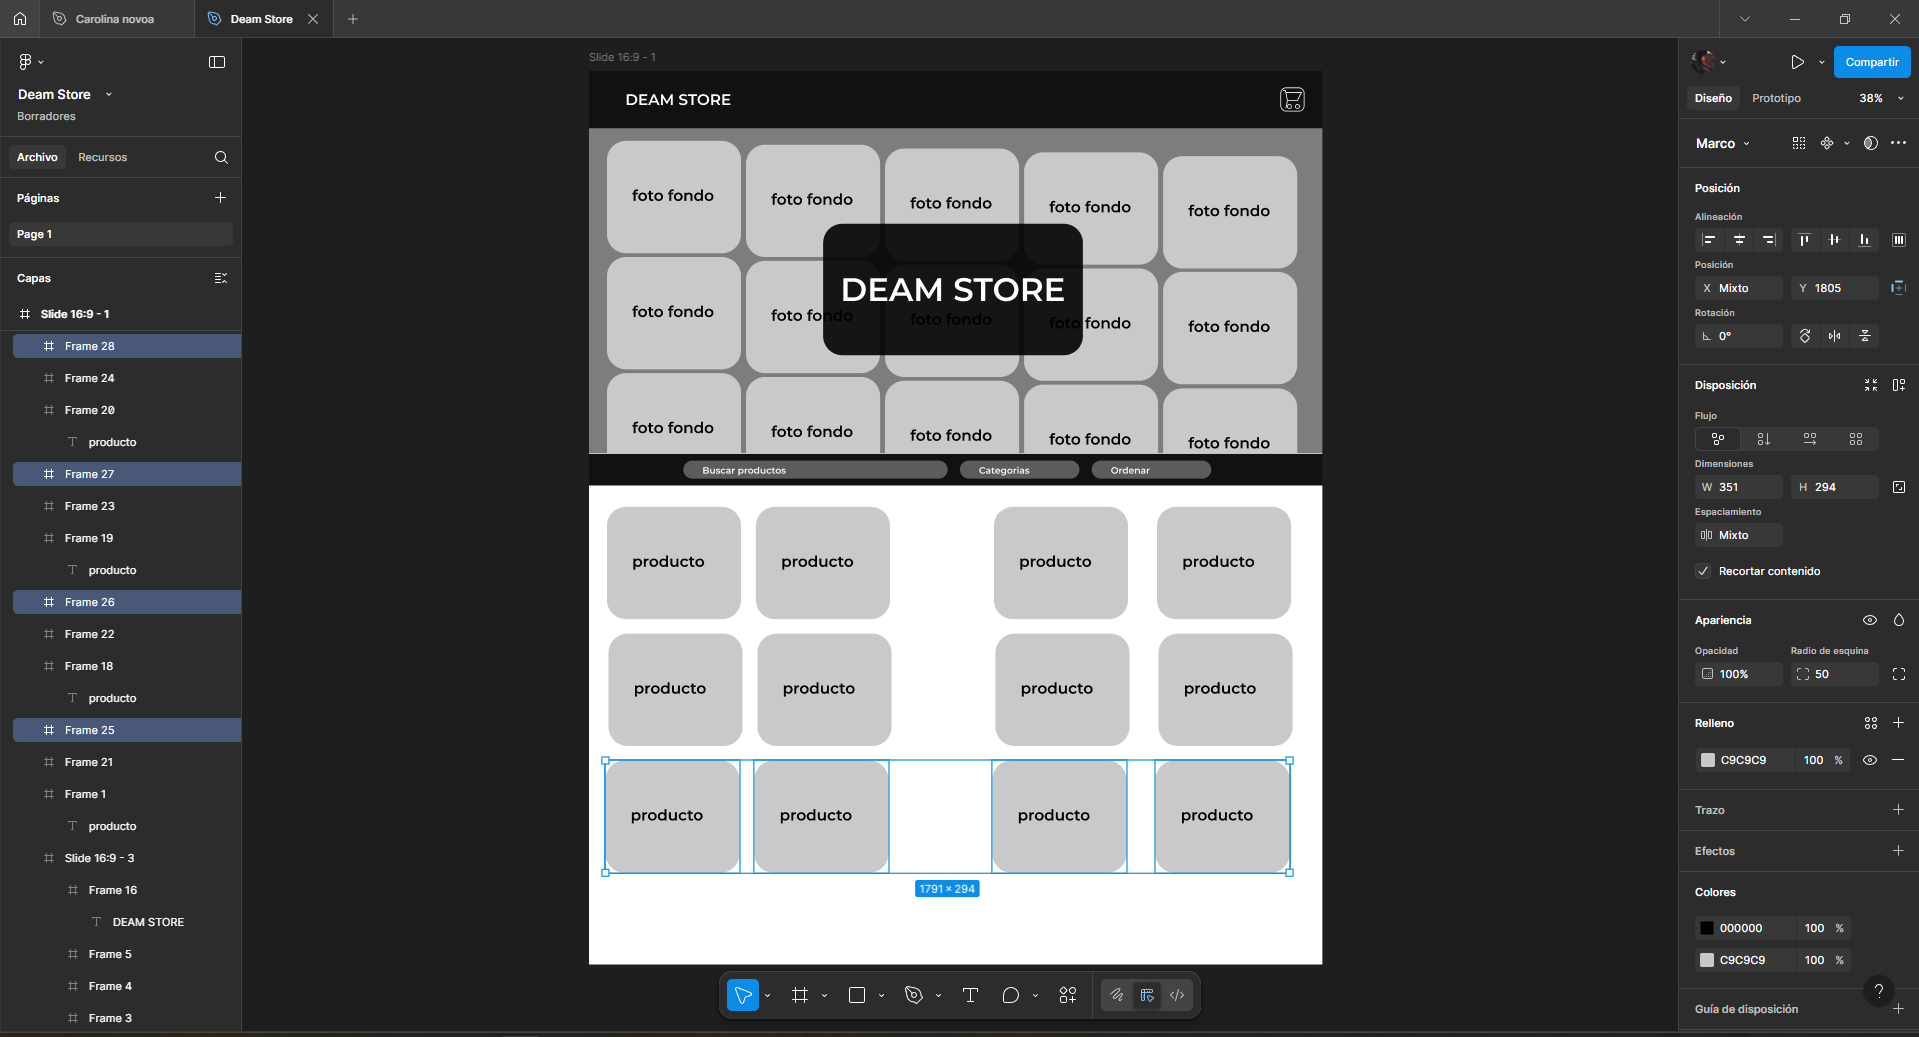 Carolina novoa
Deam Store
Deam Store
Borradores
Archivo
Recursos
Páginas
Page 1
Capas
Slide 16:9 - 1
Frame 28
Frame 24
Frame 20
producto
Frame 27
Frame 23
Frame 19
producto
Frame 26
Frame 22
Frame 18
producto
Frame 25
Frame 21
Frame 1
producto
Slide 16:9 - 3
Frame 16
DEAM STORE
Frame 5
Frame 4
Frame 3
Slide 16:9 - 1
DEAM STORE
foto fondo
foto fondo
foto fondo
foto fondo
foto fondo
DEAM STORE
foto fondo
foto fondo
foto fondo
foto fondo
foto fondo
foto fondo
foto fondo
foto fondo
foto fondo
foto fondo
Buscar productos
Categorias
Ordenar
producto
producto
producto
producto
producto
producto
producto
producto
producto
producto
producto
producto
1791 × 294
Compartir
Diseño
Prototipo
38%
Marco
Posición
Alineación
Posición
X Mixto
Y 1805
Rotación
0°
Disposición
Flujo
Dimensiones
W 351
H 294
Espaciamiento
Mixto
Recortar contenido
Apariencia
Opacidad
Radio de esquina
100%
50
Relleno
C9C9C9 100 %
Trazo
Efectos
Colores
000000 100 %
C9C9C9 100 %
?
Guía de disposición